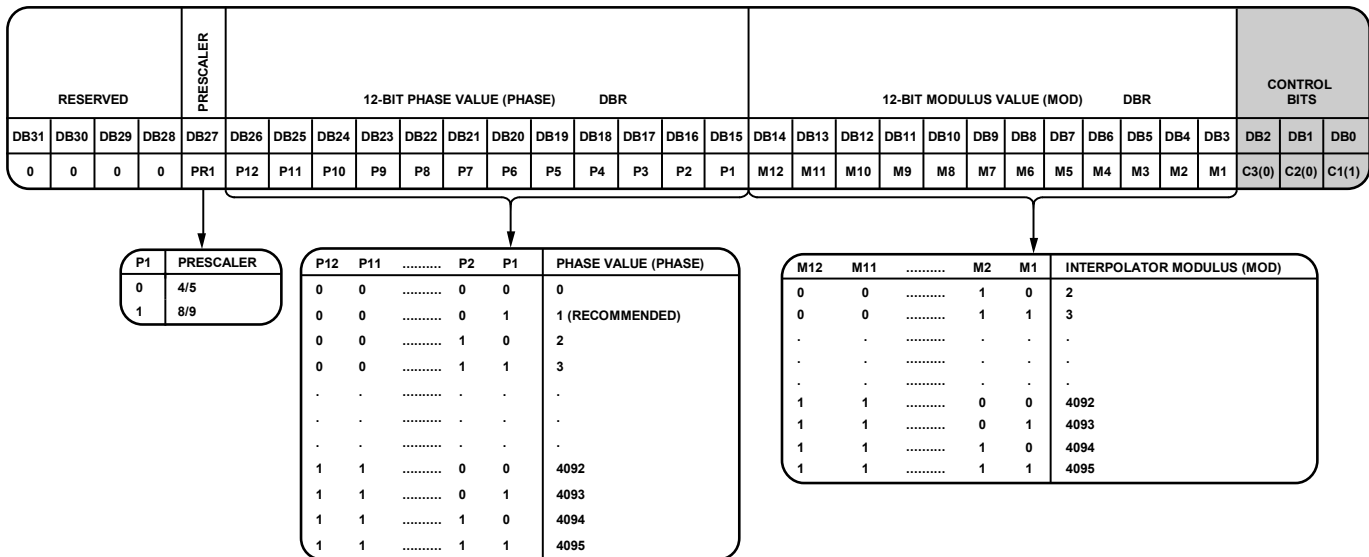 RESERVED PRESCALER 12-BIT PHASE VALUE (PHASE) DBR 12-BIT MODULUS VALUE (MOD) DBR CONTROL BITS
DB31 DB30 DB29 DB28 DB27 DB26 DB25 DB24 DB23 DB22 DB21 DB20 DB19 DB18 DB17 DB16 DB15 DB14 DB13 DB12 DB11 DB10 DB9 DB8 DB7 DB6 DB5 DB4 DB3 DB2 DB1 DB0
0 0 0 0 PR1 P12 P11 P10 P9 P8 P7 P6 P5 P4 P3 P2 P1 M12 M11 M10 M9 M8 M7 M6 M5 M4 M3 M2 M1 C3(0) C2(0) C1(1)
P1 PRESCALER
0 4/5
1 8/9
P12 P11 .......... P2 P1 PHASE VALUE (PHASE)
0 0 .......... 0 0 0
0 0 .......... 0 1 1 (RECOMMENDED)
0 0 .......... 1 0 2
0 0 .......... 1 1 3
. . .......... . . .
. . .......... . . .
. . .......... . . .
1 1 .......... 0 0 4092
1 1 .......... 0 1 4093
1 1 .......... 1 0 4094
1 1 .......... 1 1 4095
M12 M11 .......... M2 M1 INTERPOLATOR MODULUS (MOD)
0 0 .......... 1 0 2
0 0 .......... 1 1 3
. . .......... . . .
. . .......... . . .
. . .......... . . .
1 1 .......... 0 0 4092
1 1 .......... 0 1 4093
1 1 .......... 1 0 4094
1 1 .......... 1 1 4095